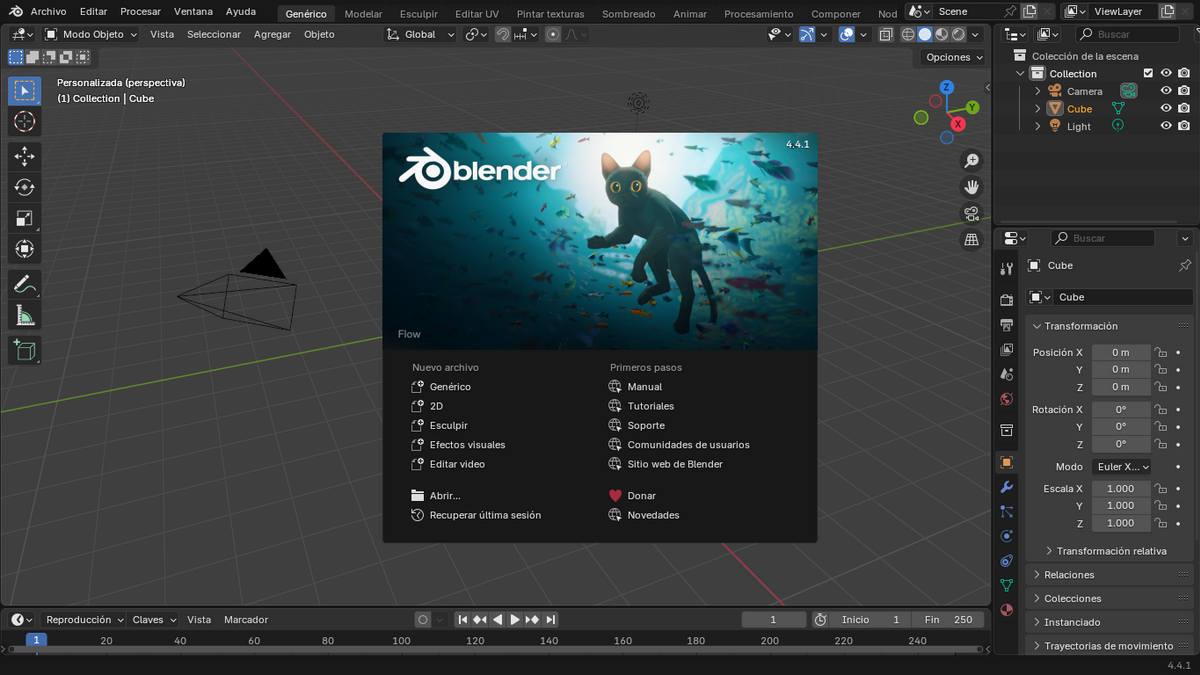 Archivo Editar Procesar Ventana Ayuda Genérico Modelar Esculpir Editar UV Pintar texturas Sombreado Animar Procesamiento Componer Nod Scene ViewLayer
Modo Objeto Vista Seleccionar Agregar Objeto Global Buscar
Opciones
Personalizada (perspectiva)
(1) Collection | Cube
Z
Y
X
Colección de la escena
Collection
Camera
Cube
Light
4.4.1
blender
Flow
Nuevo archivo
Genérico
2D
Esculpir
Efectos visuales
Editar video
Abrir...
Recuperar última sesión
Primeros pasos
Manual
Tutoriales
Soporte
Comunidades de usuarios
Sitio web de Blender
Donar
Novedades
Buscar
Cube
Cube
Transformación
Posición X 0 m
Y 0 m
Z 0 m
Rotación X 0°
Y 0°
Z 0°
Modo Euler X...
Escala X 1.000
Y 1.000
Z 1.000
Transformación relativa
Relaciones
Colecciones
Instanciado
Trayectorias de movimiento
Reproducción Claves Vista Marcador 1 Inicio 1 Fin 250
1 20 40 60 80 100 120 140 160 180 200 220 240
4.4.1